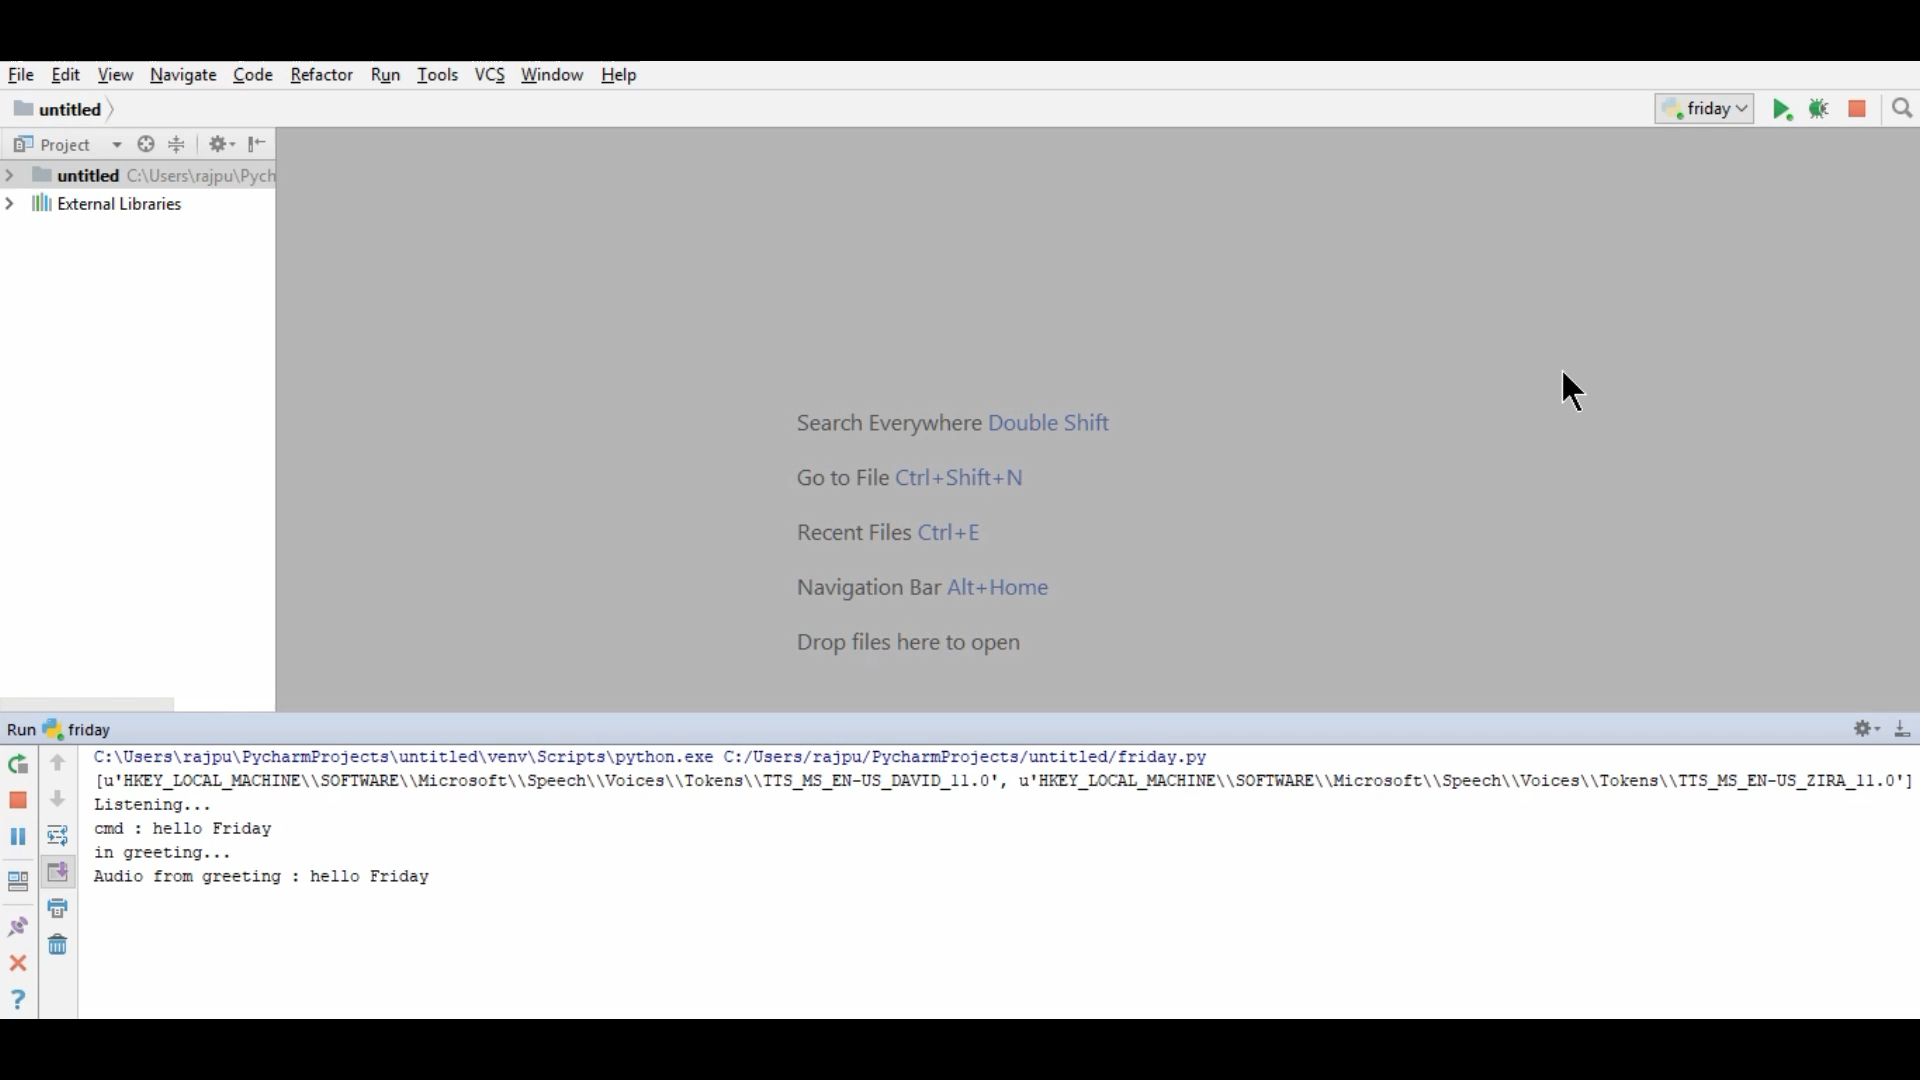 File Edit View Navigate Code Refactor Run Tools VCS Window Help
untitled
friday
Project
untitled C:\Users\rajpu\Pych
External Libraries
Search Everywhere Double Shift
Go to File Ctrl+Shift+N
Recent Files Ctrl+E
Navigation Bar Alt+Home
Drop files here to open
Run friday
C:\Users\rajpu\PycharmProjects\untitled\venv\Scripts\python.exe C:/Users/rajpu/PycharmProjects/untitled/friday.py
[u'HKEY_LOCAL_MACHINE\\SOFTWARE\\Microsoft\\Speech\\Voices\\Tokens\\TTS_MS_EN-US_DAVID_11.0', u'HKEY_LOCAL_MACHINE\\SOFTWARE\\Microsoft\\Speech\\Voices\\Tokens\\TTS_MS_EN-US_ZIRA_11.0']
Listening...
cmd : hello Friday
in greeting...
Audio from greeting : hello Friday